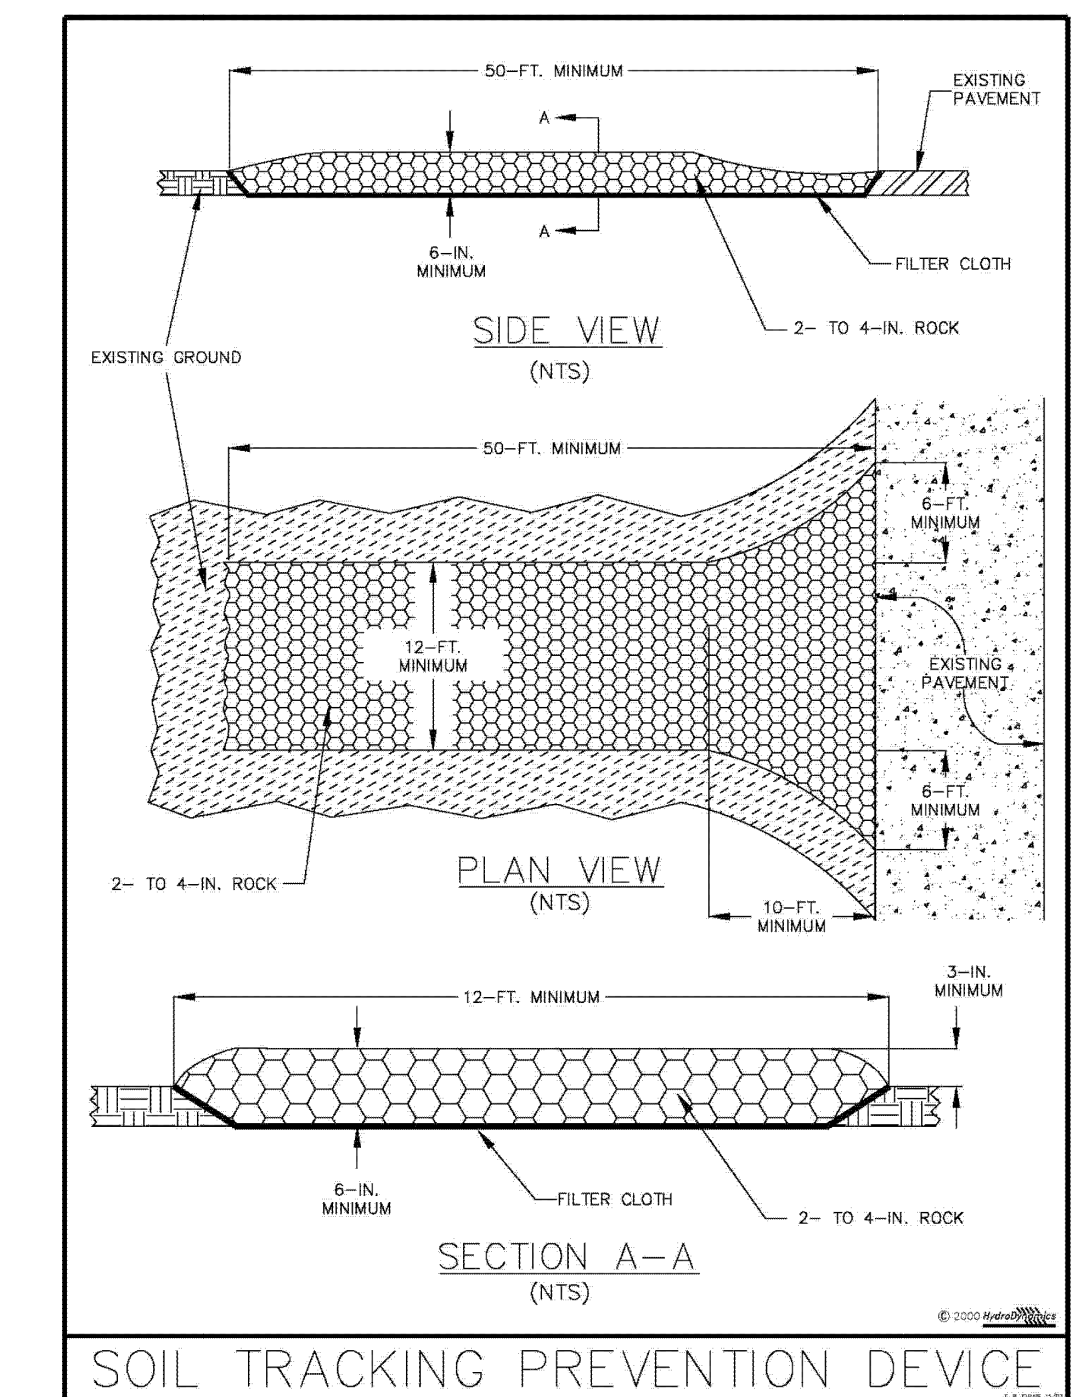 50-FT. MINIMUM
EXISTING
PAVEMENT
A
A
6-IN.
MINIMUM
FILTER CLOTH
SIDE VIEW
2- TO 4-IN. ROCK
(NTS)
EXISTING GROUND
50-FT. MINIMUM
6-FT.
MINIMUM
12-FT.
MINIMUM
EXISTING
PAVEMENT
6-FT.
MINIMUM
2- TO 4-IN. ROCK
PLAN VIEW
(NTS)
10-FT.
MINIMUM
3-IN.
MINIMUM
12-FT. MINIMUM
6-IN.
MINIMUM
FILTER CLOTH
2- TO 4-IN. ROCK
SECTION A-A
(NTS)
© 2000 HydroDynamics
SOIL TRACKING PREVENTION DEVICE